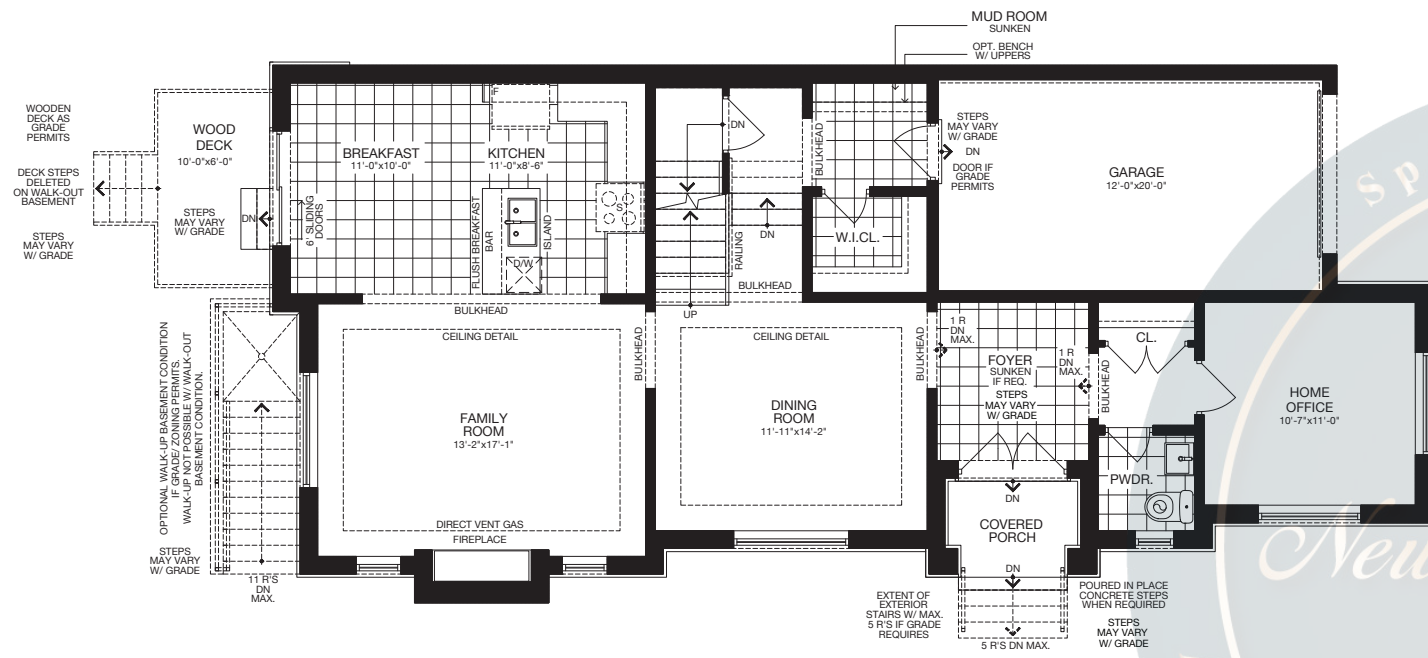 MUD ROOM
SUNKEN
OPT. BENCH
W/ UPPERS
WOODEN
DECK AS
GRADE
PERMITS
WOOD
DECK
10'-0"x6'-0"
DECK STEPS
DELETED
ON WALK-OUT
BASEMENT
STEPS
MAY VARY
W/ GRADE
STEPS
MAY VARY
W/ GRADE
DN
6' SLIDING
DOORS
BREAKFAST
11'-0"x10'-0"
KITCHEN
11'-0"x8'-6"
F
S
FLUSH BREAKFAST
BAR
ISLAND
D/W
DN
RAILING
DN
UP
BULKHEAD
BULKHEAD
W.I.CL.
STEPS
MAY VARY
W/ GRADE
DN
DOOR IF
GRADE
PERMITS
GARAGE
12'-0"x20'-0"
Sp
BULKHEAD
CEILING DETAIL
FAMILY
ROOM
13'-2"x17'-1"
DIRECT VENT GAS
FIREPLACE
BULKHEAD
CEILING DETAIL
DINING
ROOM
11'-11"x14'-2"
BULKHEAD
1 R
DN
MAX.
FOYER
SUNKEN
IF REQ.
STEPS
MAY VARY
W/ GRADE
1 R
DN
MAX.
BULKHEAD
CL.
HOME
OFFICE
10'-7"x11'-0"
PWDR.
DN
COVERED
PORCH
DN
OPTIONAL WALK-UP BASEMENT CONDITION
IF GRADE/ ZONING PERMITS.
WALK-UP NOT POSSIBLE W/ WALK-OUT
BASEMENT CONDITION.
STEPS
MAY VARY
W/ GRADE
11 R'S
DN
MAX.
EXTENT OF
EXTERIOR
STAIRS W/ MAX.
5 R'S IF GRADE
REQUIRES
5 R'S DN MAX.
POURED IN PLACE
CONCRETE STEPS
WHEN REQUIRED
STEPS
MAY VARY
W/ GRADE
New